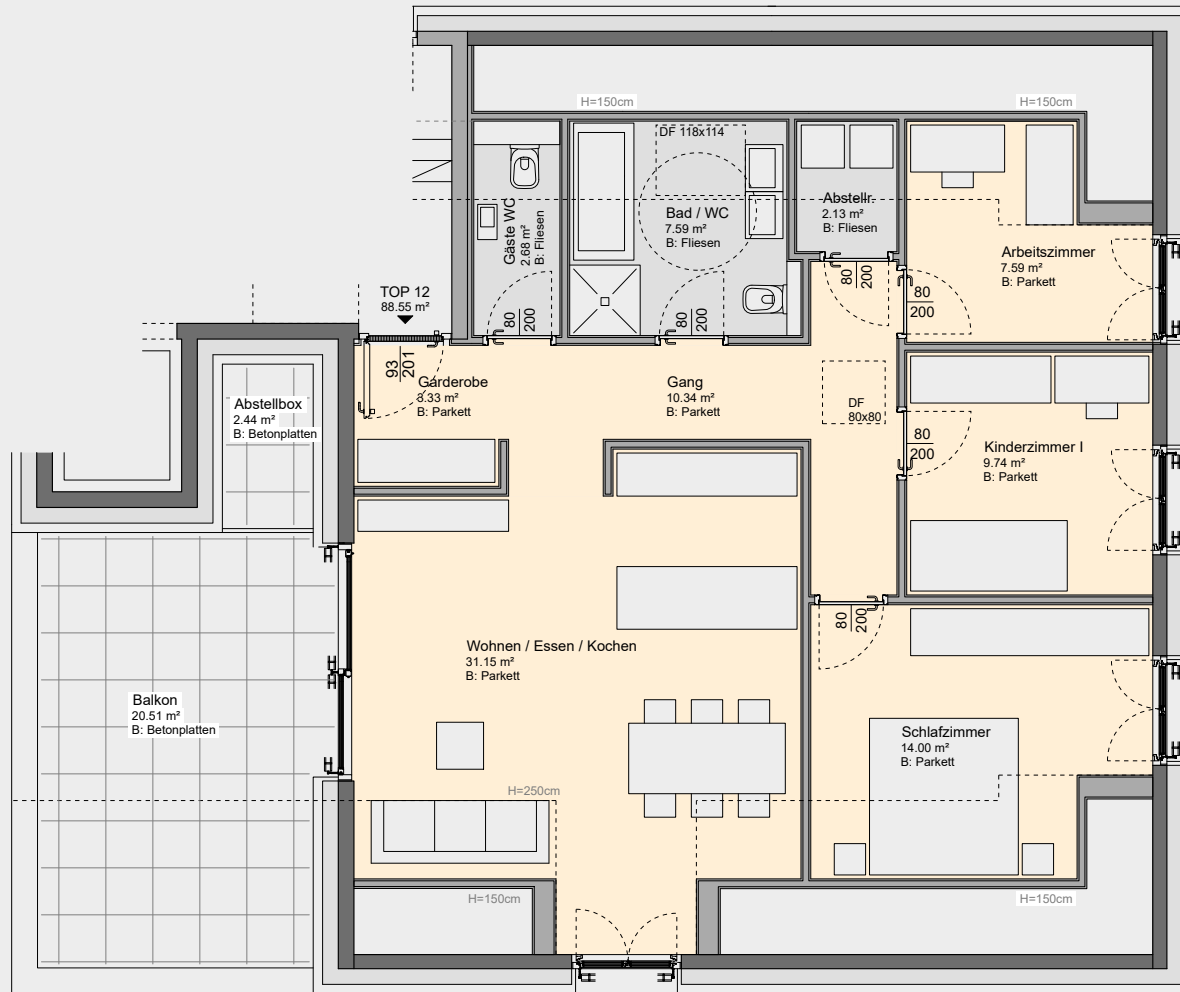 H=150cm
H=150cm
DF 118x114
Gäste WC
2.68 m²
B: Fliesen
Bad / WC
7.59 m²
B: Fliesen
Abstellr.
2.13 m²
B: Fliesen
Arbeitszimmer
7.59 m²
B: Parkett
80
200
80
200
80
200
80
200
TOP 12
88.55 m²
93
201
Garderobe
3.33 m²
B: Parkett
Gang
10.34 m²
B: Parkett
DF
80x80
Abstellbox
2.44 m²
B: Betonplatten
80
200
Kinderzimmer I
9.74 m²
B: Parkett
80
200
Wohnen / Essen / Kochen
31.15 m²
B: Parkett
Balkon
20.51 m²
B: Betonplatten
Schlafzimmer
14.00 m²
B: Parkett
H=250cm
H=150cm
H=150cm